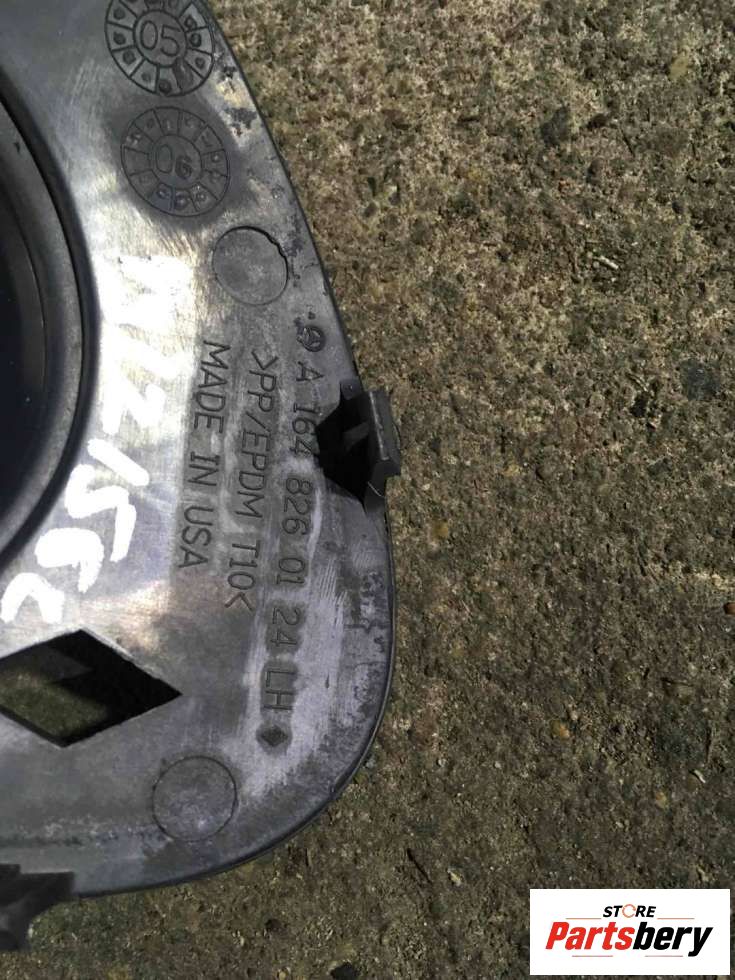 05
06
A 164 826 01 24 LH
>PP/EPDM T10<
MADE IN USA
STORE
Partsbery